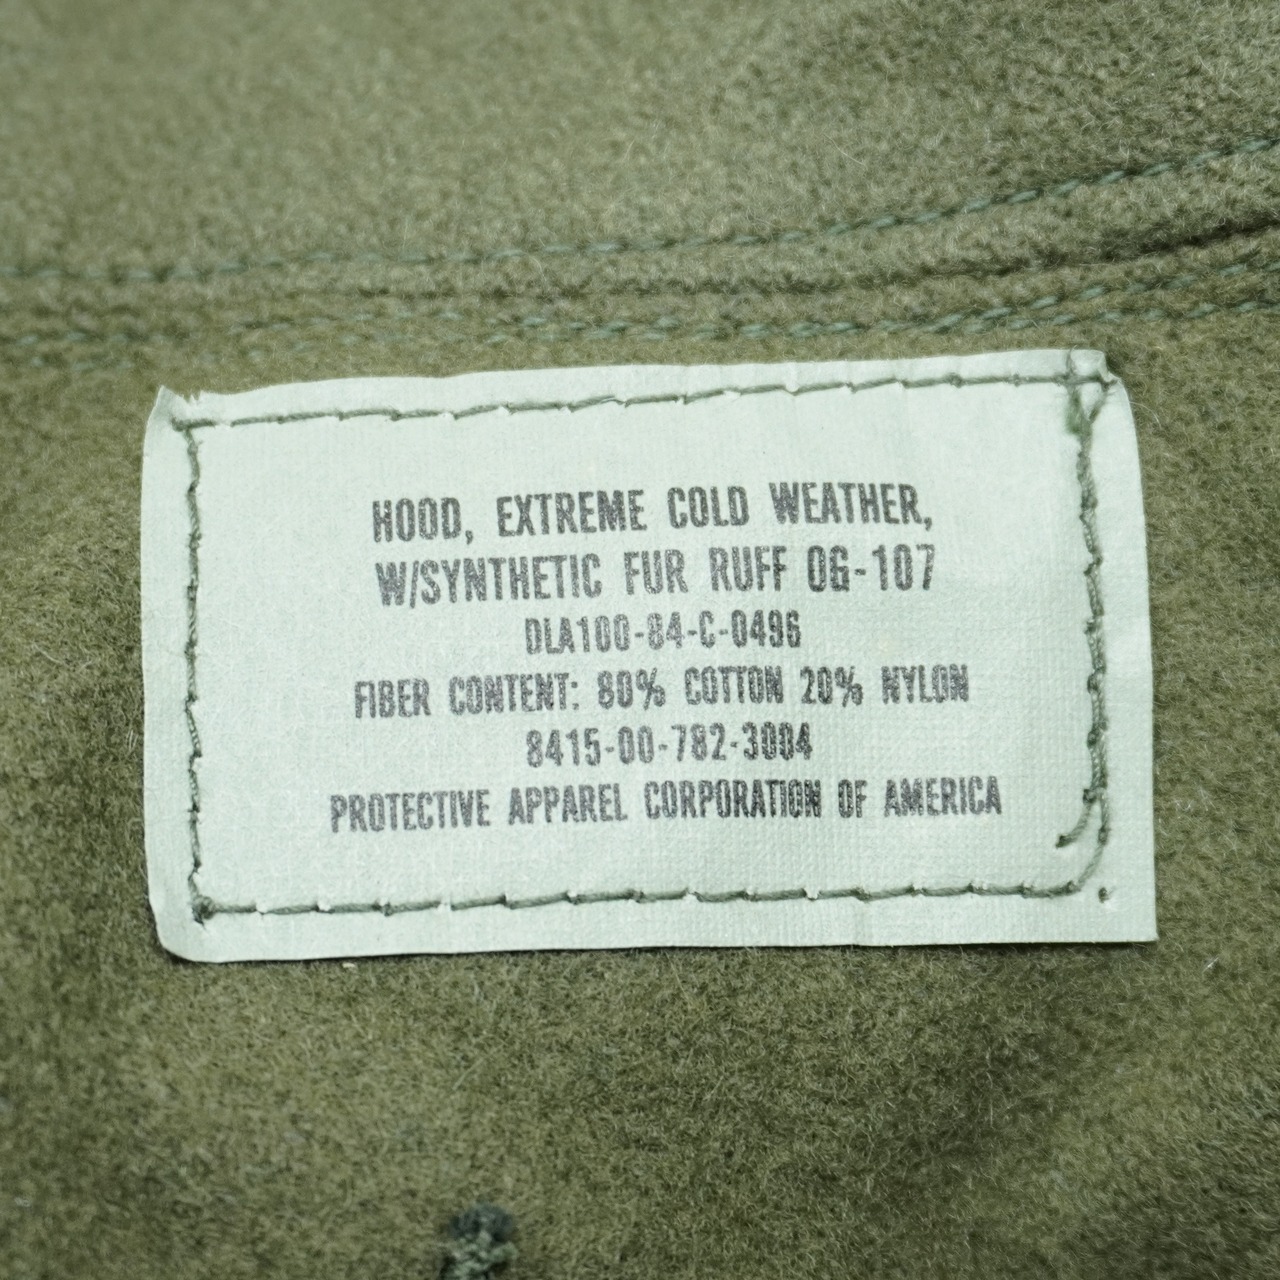 HOOD, EXTREME COLD WEATHER,
W/SYNTHETIC FUR RUFF OG-107
DLA100-84-C-0496
FIBER CONTENT: 80% COTTON 20% NYLON
8415-00-782-3004
PROTECTIVE APPAREL CORPORATION OF AMERICA